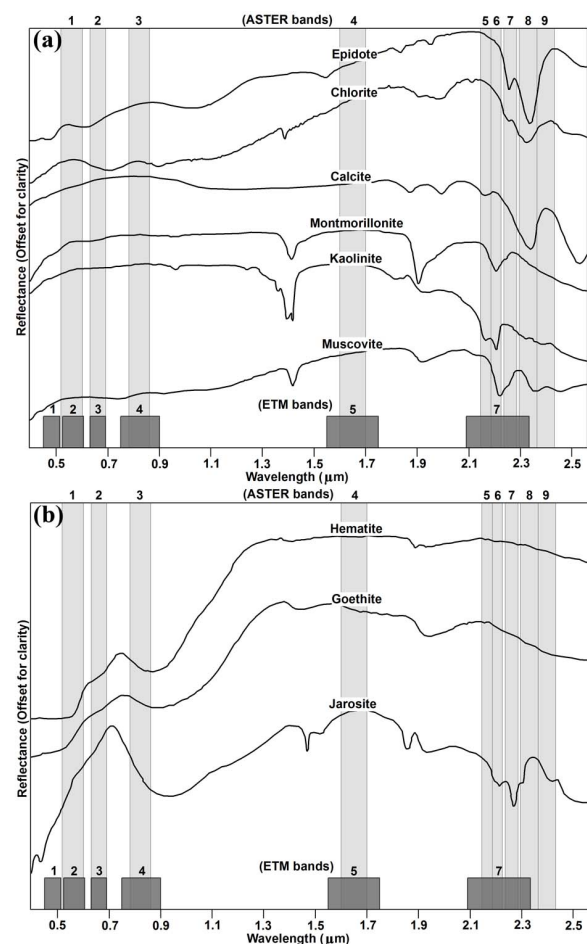 1 2 3 (ASTER bands) 4 5 6 7 8 9
(a)
Epidote
Chlorite
Calcite
Montmorillonite
Kaolinite
Muscovite
Reflectance (Offset for clarity)
(ETM bands)
1 2 3 4 5 7
0.5 0.7 0.9 1.1 1.3 1.5 1.7 1.9 2.1 2.3 2.5
Wavelength (μm)
1 2 3 (ASTER bands) 4 5 6 7 8 9
(b)
Hematite
Goethite
Jarosite
Reflectance (Offset for clarity)
(ETM bands)
1 2 3 4 5 7
0.5 0.7 0.9 1.1 1.3 1.5 1.7 1.9 2.1 2.3 2.5
Wavelength (μm)